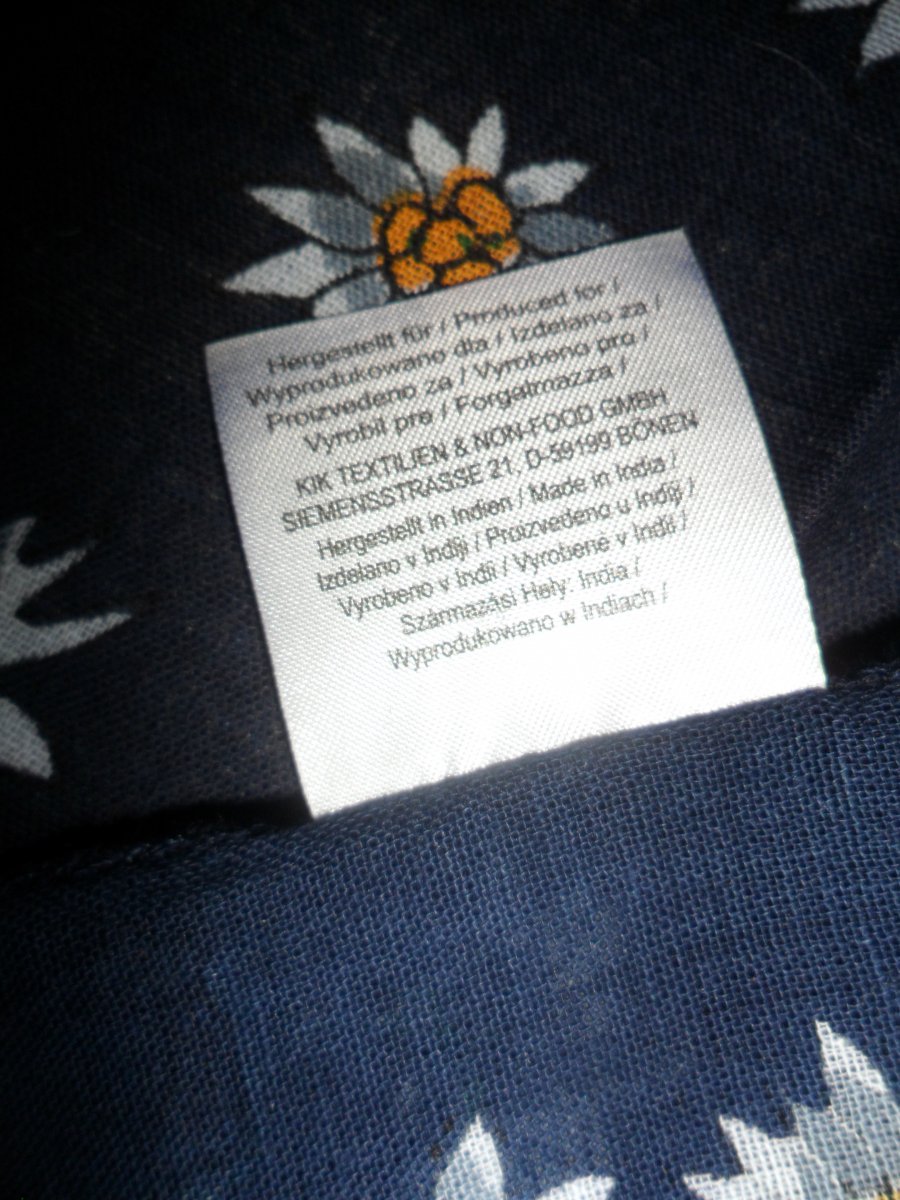 Hergestellt für / Produced for /
Wyprodukowano dla / Izdelano za /
Proizvedeno za / Vyrobeno pro /
Vyrobil pre / Forgalmazza /
KIK TEXTILIEN & NON-FOOD GMBH
SIEMENSSTRASSE 21, D-59199 BÖNEN
Hergestellt in Indien / Made in India /
Izdelano v Indiji / Proizvedeno u Indiji /
Vyrobeno v Indii / Vyrobené v Indii /
Származási Hely: India /
Wyprodukowano w Indiach /